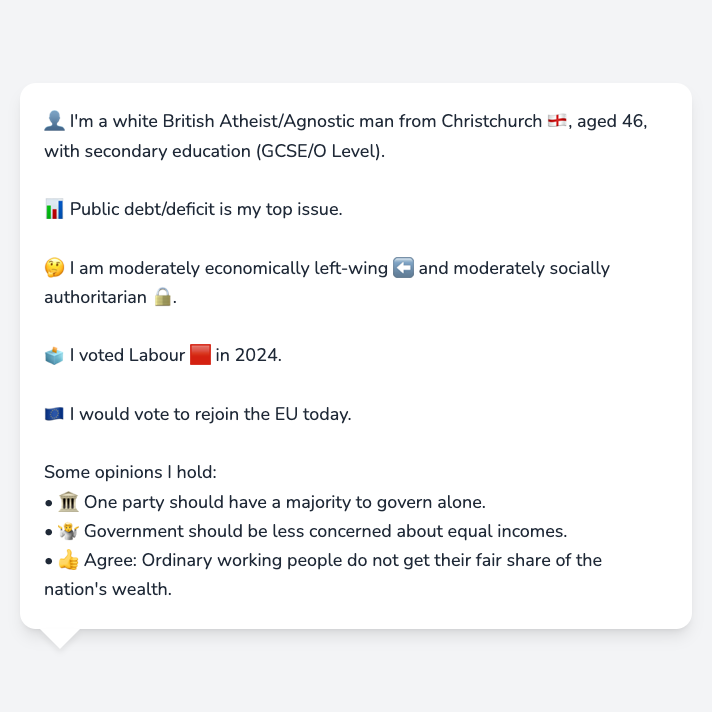 👤 I'm a white British Atheist/Agnostic man from Christchurch 🏴󠁧󠁢󠁥󠁮󠁧󠁿, aged 46,
with secondary education (GCSE/O Level).
📊 Public debt/deficit is my top issue.
🤔 I am moderately economically left-wing ⬅️ and moderately socially
authoritarian 🔒.
🗳️ I voted Labour 🟥 in 2024.
🇪🇺 I would vote to rejoin the EU today.
Some opinions I hold:
• 🏛️ One party should have a majority to govern alone.
• 🤷 Government should be less concerned about equal incomes.
• 👍 Agree: Ordinary working people do not get their fair share of the
nation's wealth.